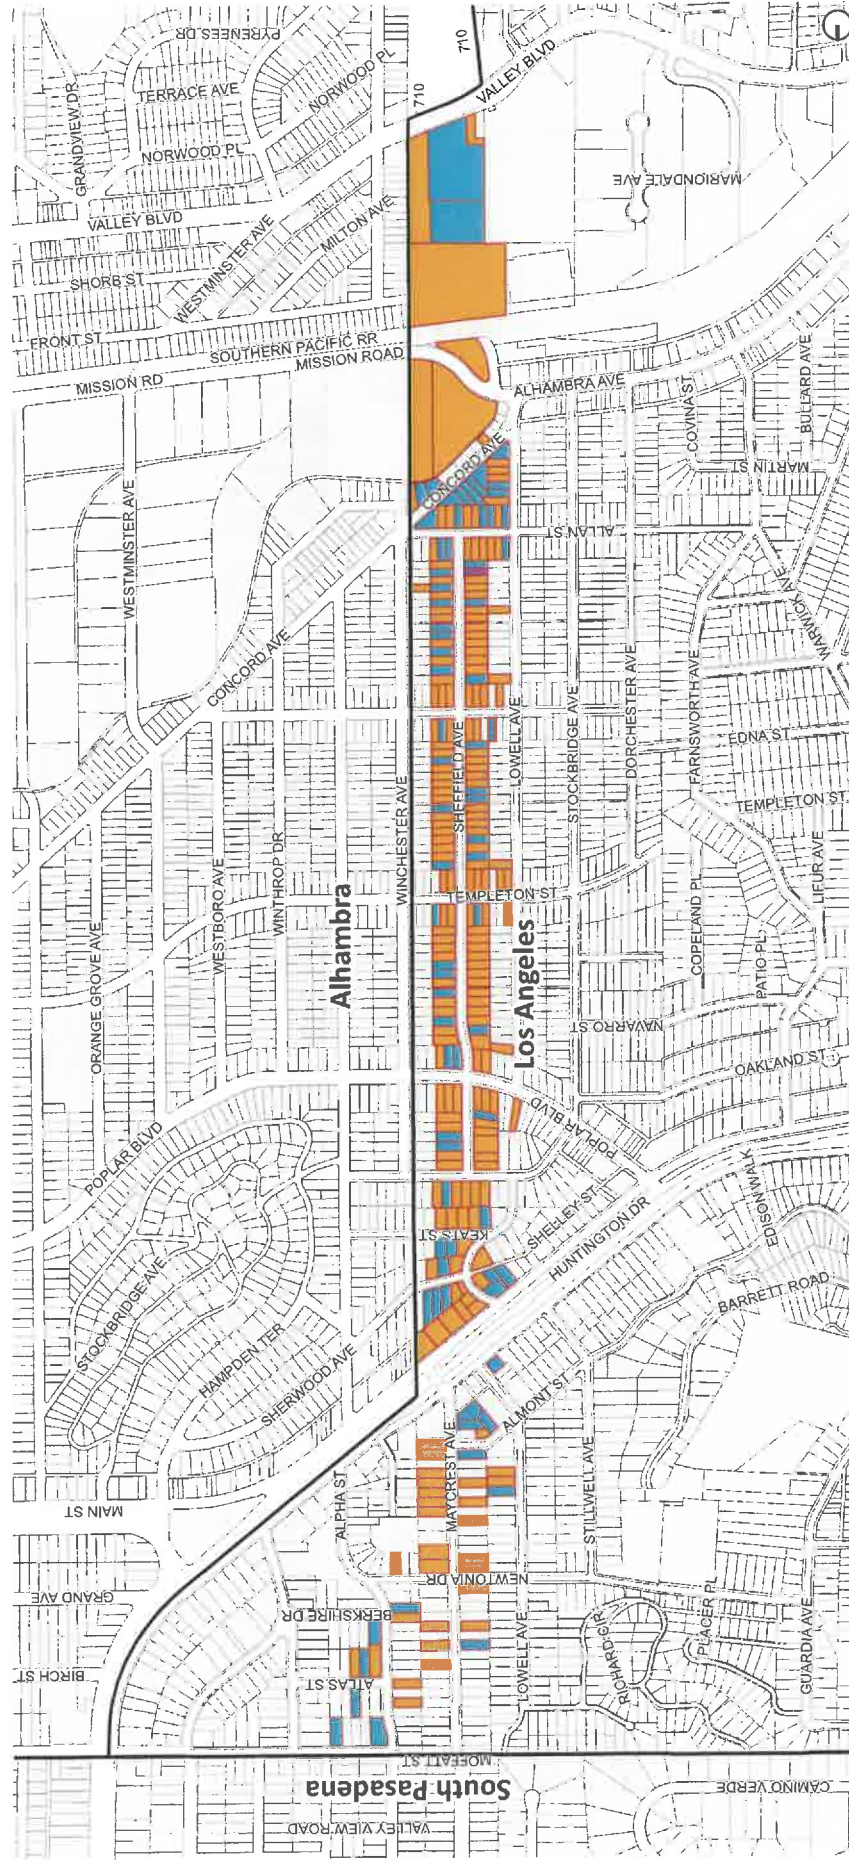 PYRENEES DR
TERRACE AVE
NORWOOD PL
GRANDVIEW DR
NORWOOD PL
710
710
VALLEY BLVD
VALLEY BLVD
SHORB ST
WESTMINSTER AVE
MILTON AVE
MARIONDALE AVE
FRONT ST
SOUTHERN PACIFIC RR
MISSION ROAD
MISSION RD
ALHAMBRA AVE
COVINA ST
BULLARD AVE
MARTIN ST
CONCORD AVE
WESTMINSTER AVE
ALLAN ST
CONCORD AVE
WARWICK AVE
FARNSWORTH AVE
DORCHESTER AVE
STOCKBRIDGE AVE
LOWELL AVE
SHEFFIELD AVE
WINCHESTER AVE
EDNA ST
TEMPLETON ST
LIFUR AVE
WINTHROP DR
WESTBORO AVE
TEMPLETON ST
Alhambra
Los Angeles
ORANGE GROVE AVE
COPELAND PL
PATIO PL
NAVARRO ST
OAKLAND ST
POPLAR BLVD
POPLAR BLVD
SHELLEY ST
KEATS ST
HUNTINGTON DR
EDISON WALK
BARRETT ROAD
STOCKBRIDGE AVE
HAMPDEN TER
SHERWOOD AVE
ALMONT ST
MAYCREST AVE
STILLWELL AVE
ALPHA ST
MAIN ST
GRAND AVE
BIRCH ST
NEWTONIA DR
BERKSHIRE DR
ATLAS ST
LOWELL AVE
RICHARD CIR
PLACER PL
GUARDIA AVE
MOFFATT ST
South Pasadena
VALLEY VIEW ROAD
CAMINO VERDE